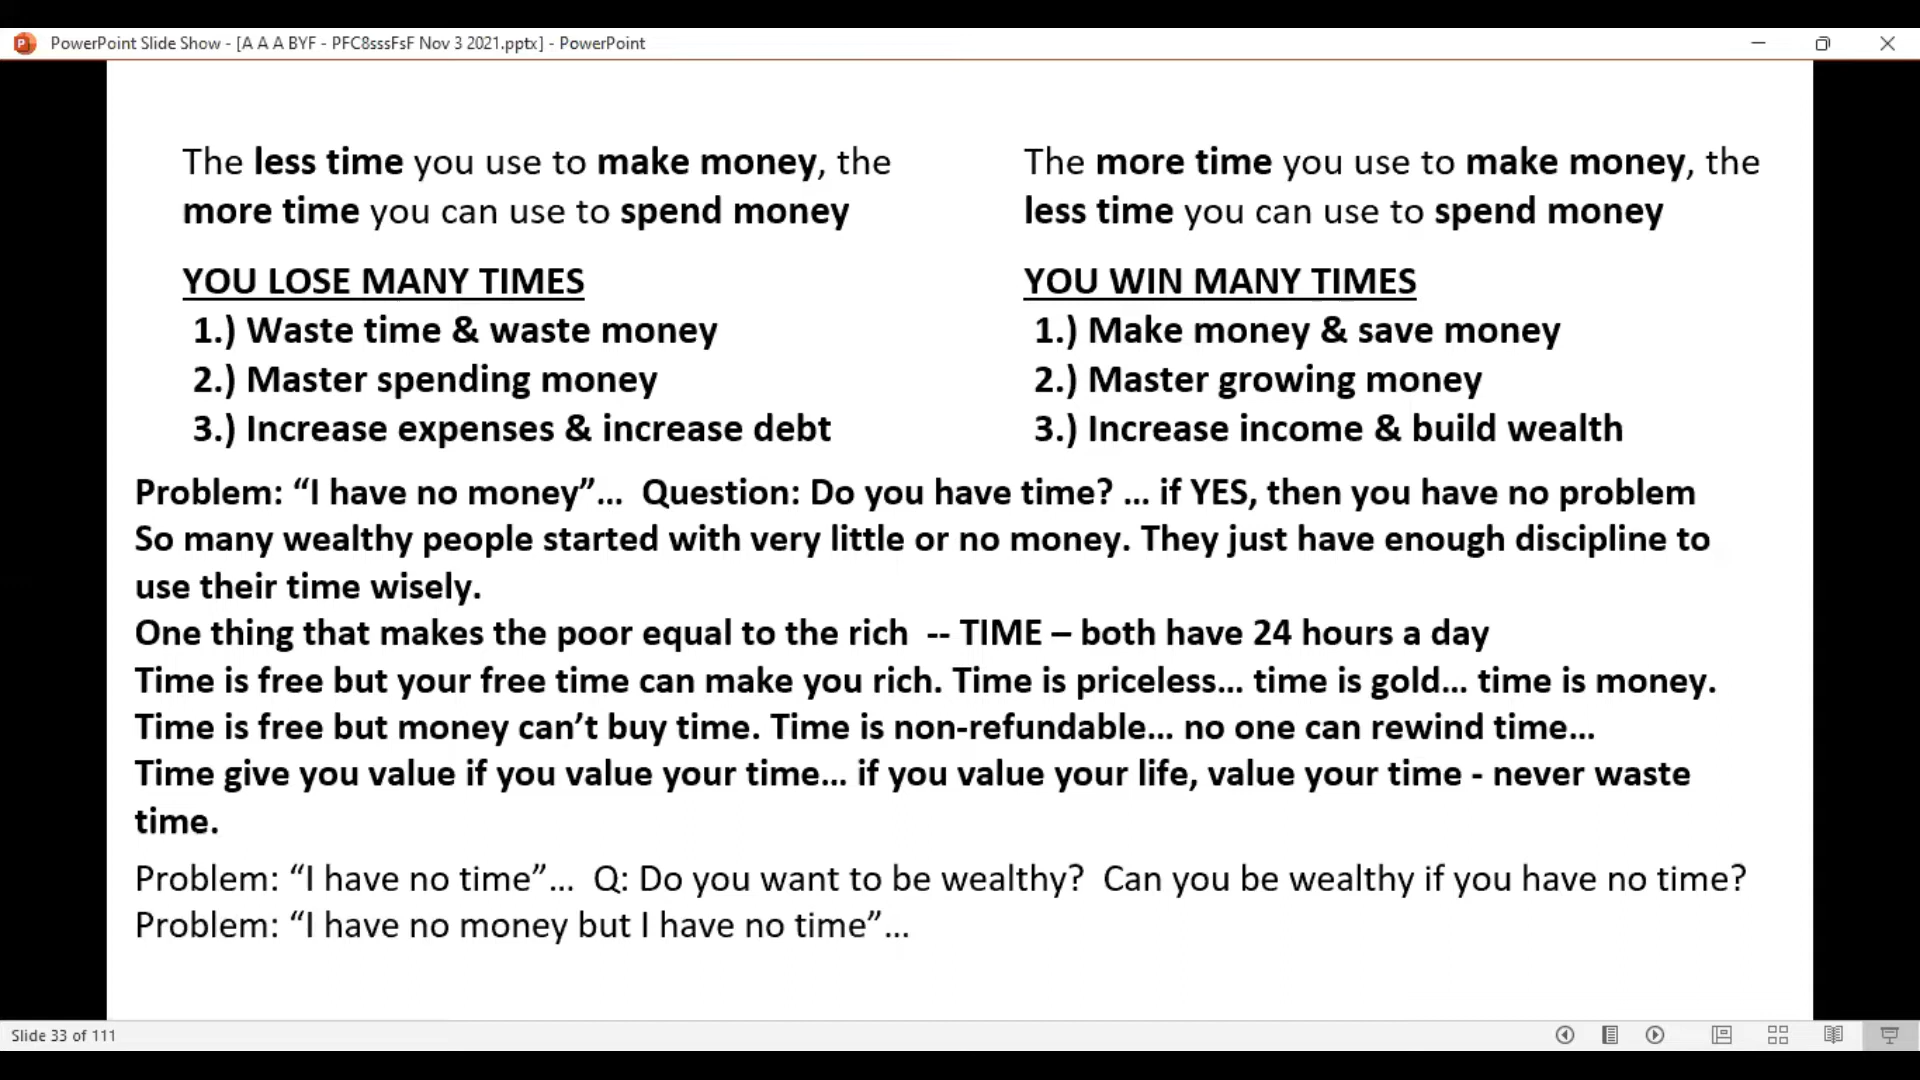 PowerPoint Slide Show - [A A A BYF - PFC8sssFsF Nov 3 2021.pptx] - PowerPoint
The less time you use to make money, the
more time you can use to spend money
YOU LOSE MANY TIMES
1.) Waste time & waste money
2.) Master spending money
3.) Increase expenses & increase debt
The more time you use to make money, the
less time you can use to spend money
YOU WIN MANY TIMES
1.) Make money & save money
2.) Master growing money
3.) Increase income & build wealth
Problem: “I have no money”... Question: Do you have time? ... if YES, then you have no problem
So many wealthy people started with very little or no money. They just have enough discipline to
use their time wisely.
One thing that makes the poor equal to the rich -- TIME – both have 24 hours a day
Time is free but your free time can make you rich. Time is priceless... time is gold... time is money.
Time is free but money can’t buy time. Time is non-refundable... no one can rewind time...
Time give you value if you value your time... if you value your life, value your time - never waste
time.
Problem: “I have no time”... Q: Do you want to be wealthy? Can you be wealthy if you have no time?
Problem: “I have no money but I have no time”...
Slide 33 of 111